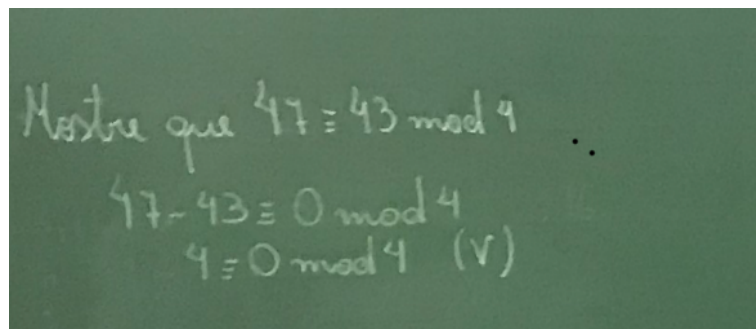 Mostre que 47 ≡ 43 mod 4
47 - 43 ≡ 0 mod 4
4 ≡ 0 mod 4 (V)